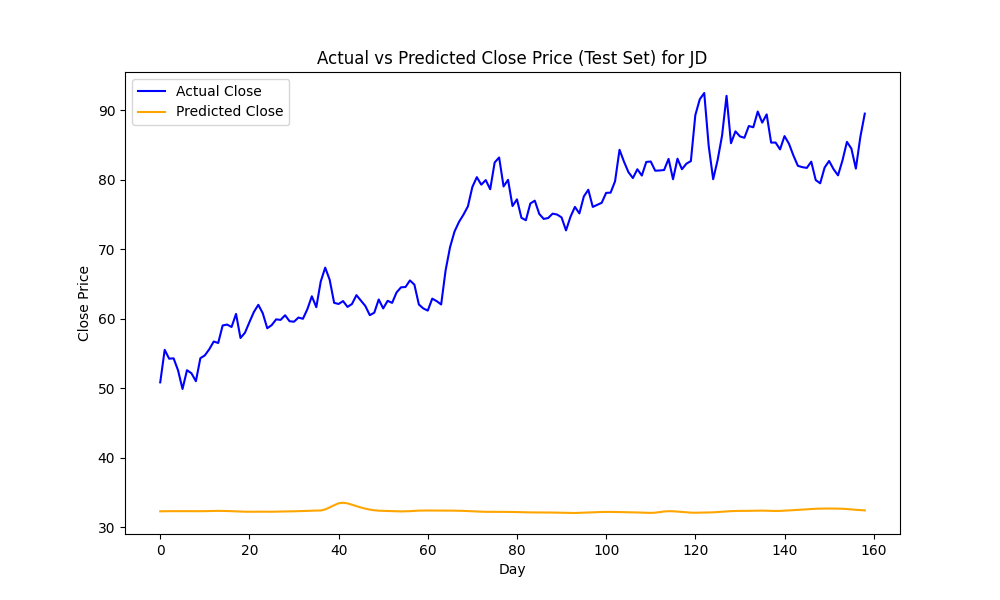 Actual vs Predicted Close Price (Test Set) for JD
Actual Close
Predicted Close
90
80
70
60
50
40
30
Close Price
0 20 40 60 80 100 120 140 160
Day